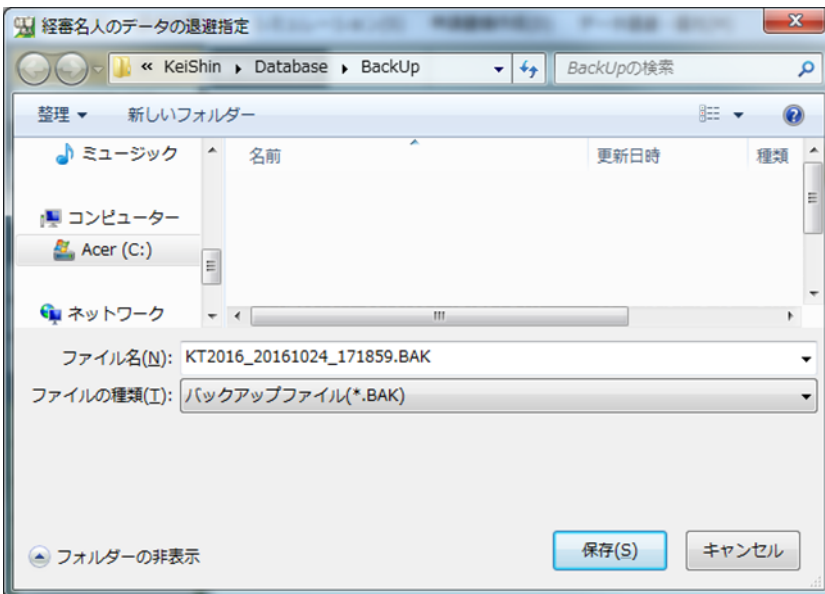 経審名人のデータの退避指定
« KeiShin ▸ Database ▸ BackUp
BackUpの検索
整理 ▼ 新しいフォルダー
ミュージック
コンピューター
Acer (C:)
ネットワーク
名前 更新日時 種類
ファイル名(N): KT2016_20161024_171859.BAK
ファイルの種類(T): バックアップファイル(*.BAK)
フォルダーの非表示
保存(S) キャンセル